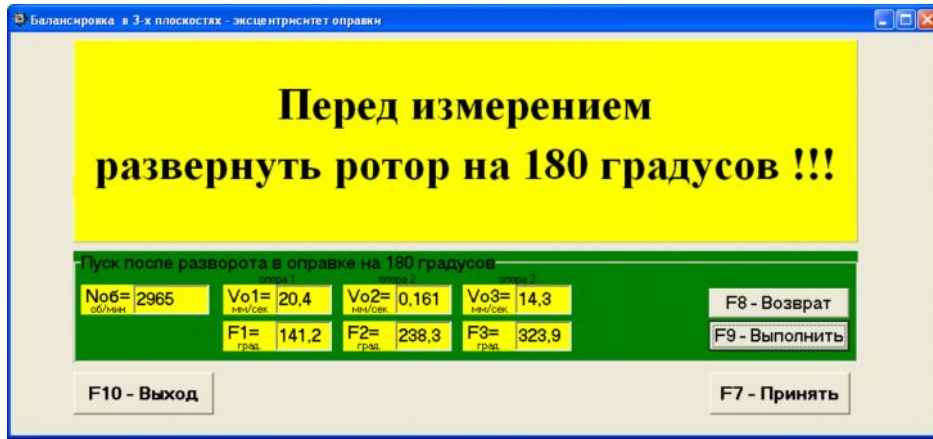 Балансировка в 3-х плоскостях - эксцентриситет оправки
Перед измерением
развернуть ротор на 180 градусов !!!
Пуск после разворота в оправке на 180 градусов
опора 1 опора 2 опора 3
Nоб= 2965 Vo1= 20,4 Vo2= 0,161 Vo3= 14,3
об/мин мм/сек мм/сек мм/сек
F8 - Возврат
F1= 141,2 F2= 238,3 F3= 323,9
град. град. град.
F9 - Выполнить
F10 - Выход
F7 - Принять